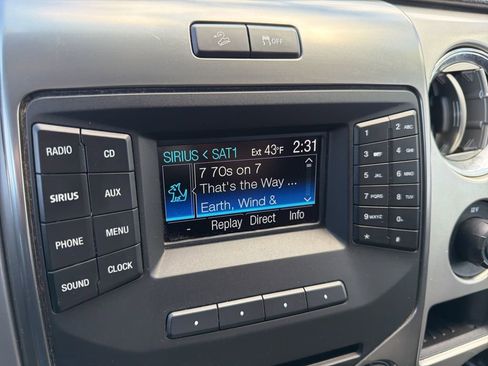 OFF
RADIO
CD
SIRIUS
AUX
PHONE
MENU
SOUND
CLOCK
SIRIUS < SAT1 Ext 43°F 2:31
7 70s on 7
That's the Way ...
Earth, Wind &
- Replay Direct Info
1 2 ABC
3 DEF 4 GHI
5 JKL 6 MNO
7 PQRS 8 TUV
9 WXYZ 0
* #
12V